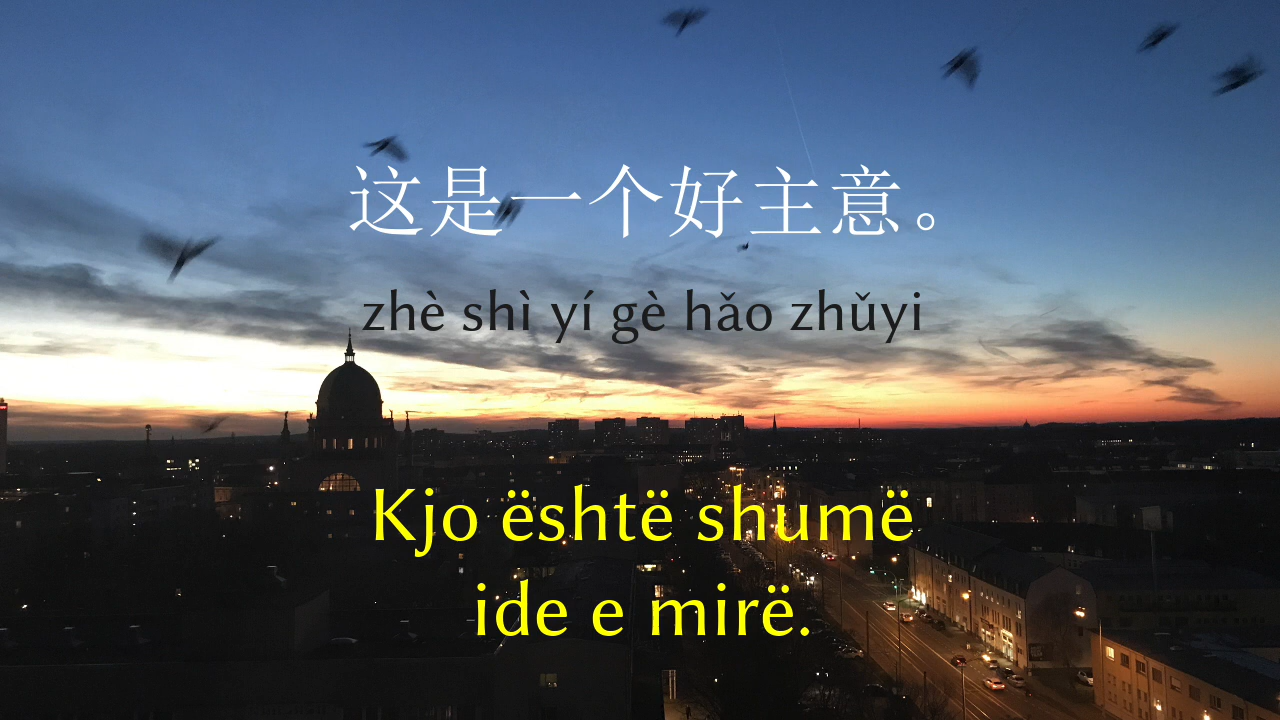 这是一个好主意。
zhè shì yí gè hǎo zhǔyi
Kjo është shumë
ide e mirë.